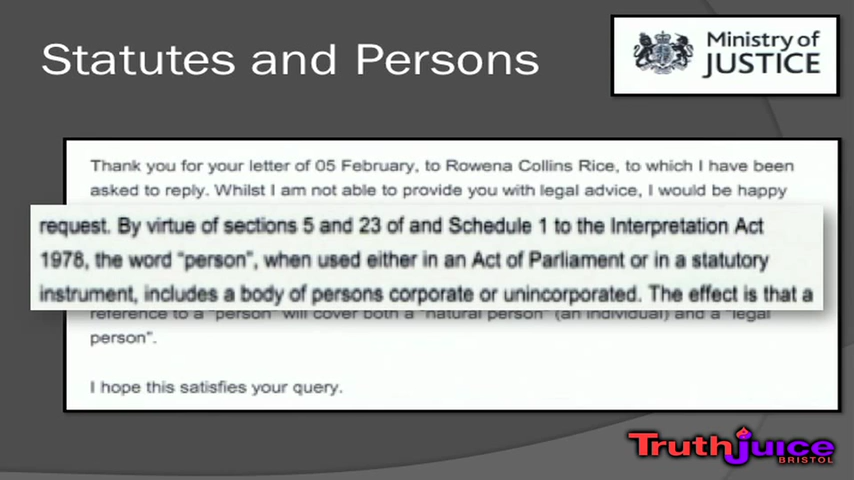 Statutes and Persons
Ministry of
JUSTICE
Thank you for your letter of 05 February, to Rowena Collins Rice, to which I have been
asked to reply. Whilst I am not able to provide you with legal advice, I would be happy
request. By virtue of sections 5 and 23 of and Schedule 1 to the Interpretation Act
1978, the word "person", when used either in an Act of Parliament or in a statutory
instrument, includes a body of persons corporate or unincorporated. The effect is that a
reference to a "person" will cover both a "natural person" (an individual) and a "legal
person".
I hope this satisfies your query.
Truthjuice
BRISTOL